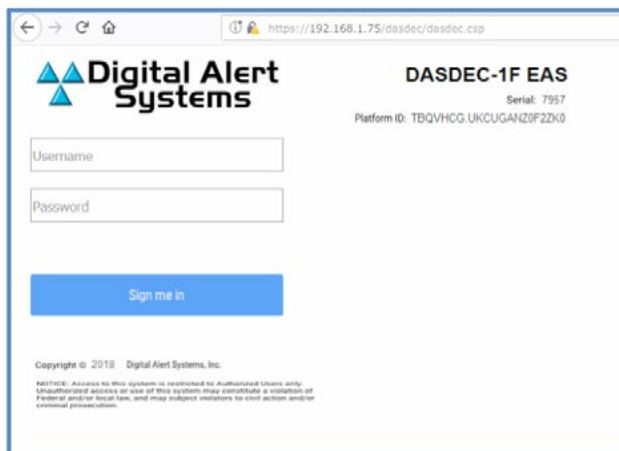 https://192.168.1.75/dasdec/dasdec.csp
Digital Alert
Systems
DASDEC-1F EAS
Serial: 7957
Platform ID: TBQVHCG.UKCUGANZ0F2ZK0
Username
Password
Sign me in
Copyright © 2018 Digital Alert Systems, Inc.
NOTICE: Access to this system is restricted to Authorized Users only.
Unauthorized access or use of this system may constitute a violation of
Federal and/or local law, and may subject violators to civil action and/or
criminal prosecution.